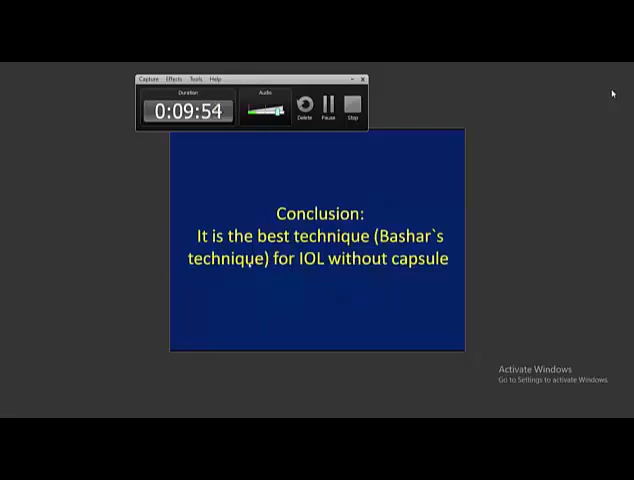 Capture Effects Tools Help
Duration
Audio
0:09:54
Delete Pause Stop
Conclusion:
It is the best technique (Bashar`s
technique) for IOL without capsule
Activate Windows
Go to Settings to activate Windows.